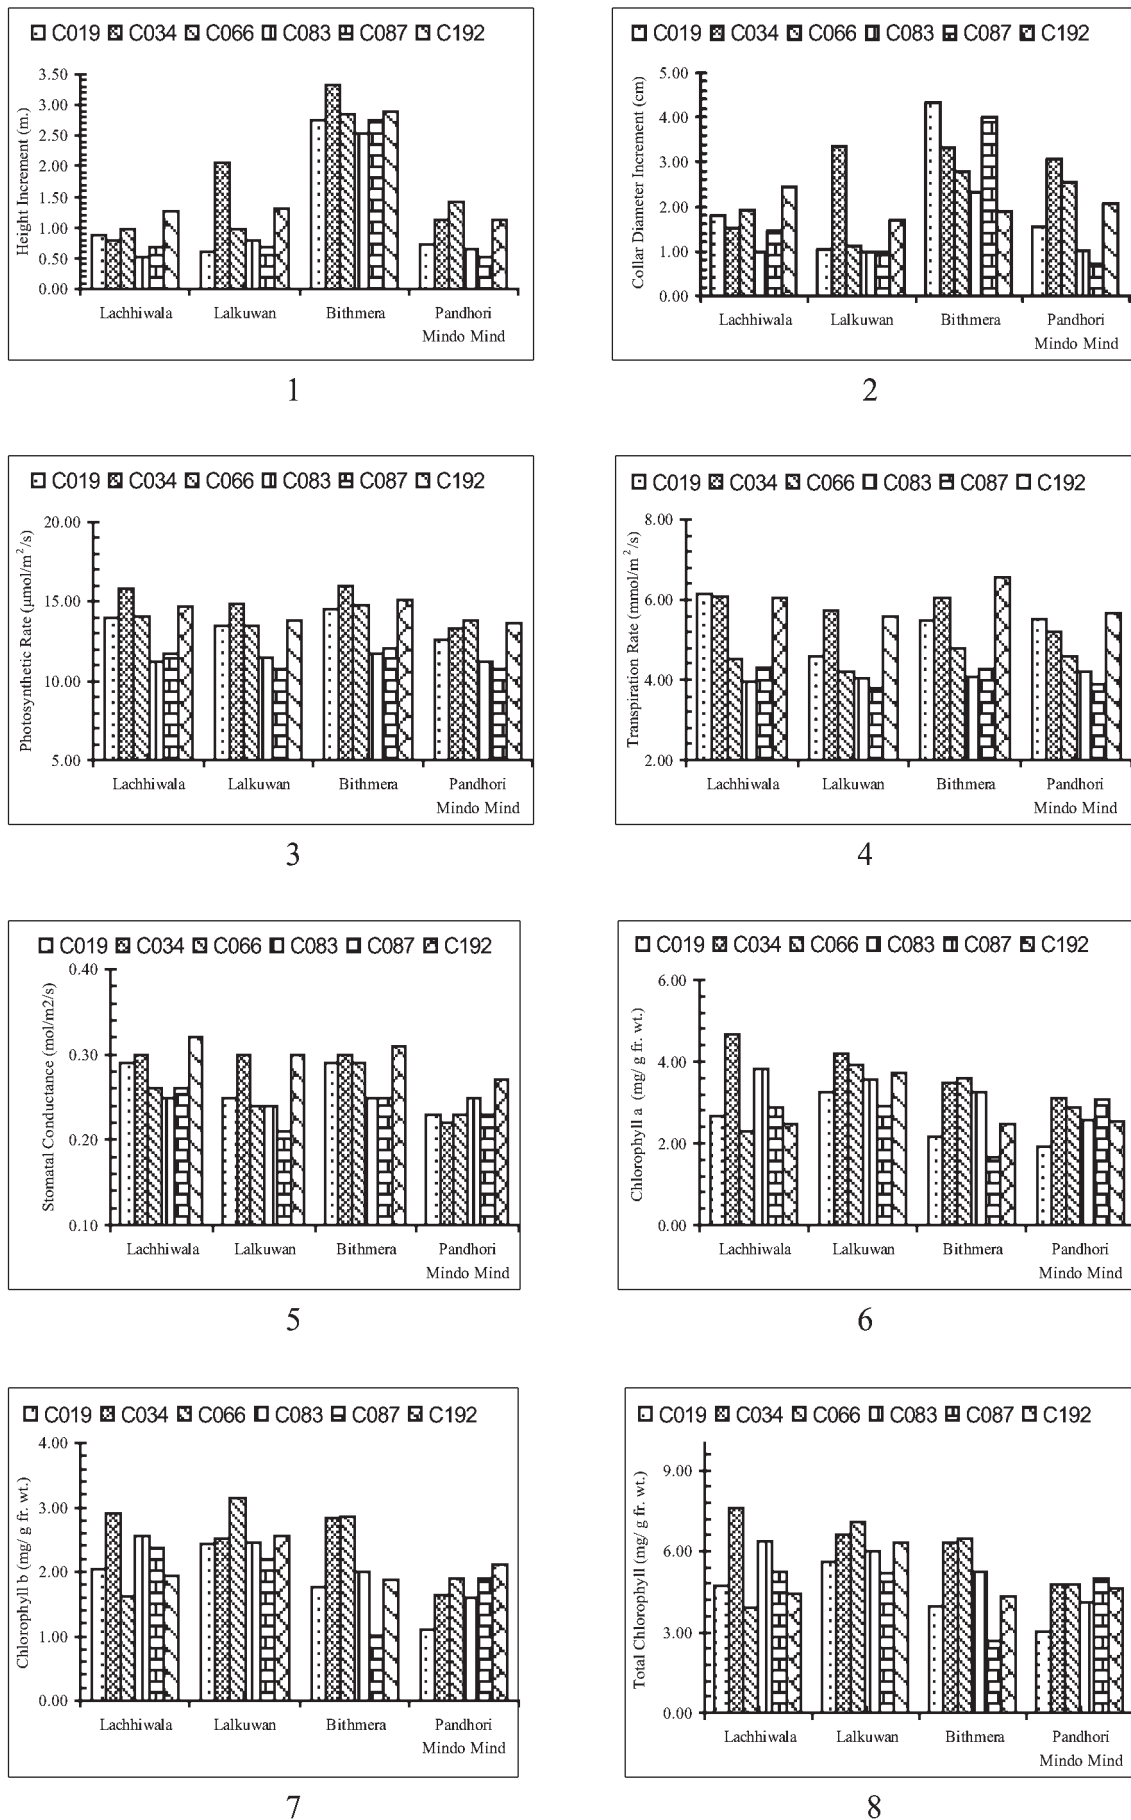 C019 C034 C066 C083 C087 C192
Height Increment (m.)
3.50
3.00
2.50
2.00
1.50
1.00
0.50
0.00
Lachhiwala Lalkuwan Bithmera Pandhori
Mindo Mind
1
C019 C034 C066 C083 C087 C192
Collar Diameter Increment (cm)
5.00
4.00
3.00
2.00
1.00
0.00
Lachhiwala Lalkuwan Bithmera Pandhori
Mindo Mind
2
C019 C034 C066 C083 C087 C192
Photosynthetic Rate (µmol/m²/s)
20.00
15.00
10.00
5.00
Lachhiwala Lalkuwan Bithmera Pandhori
Mindo Mind
3
C019 C034 C066 C083 C087 C192
Transpiration Rate (mmol/m²/s)
8.00
6.00
4.00
2.00
Lachhiwala Lalkuwan Bithmera Pandhori
Mindo Mind
4
C019 C034 C066 C083 C087 C192
Stomatal Conductance (mol/m2/s)
0.40
0.30
0.20
0.10
Lachhiwala Lalkuwan Bithmera Pandhori
Mindo Mind
5
C019 C034 C066 C083 C087 C192
Chlorophyll a (mg/ g fr. wt.)
6.00
4.00
2.00
0.00
Lachhiwala Lalkuwan Bithmera Pandhori
Mindo Mind
6
C019 C034 C066 C083 C087 C192
Chlorophyll b (mg/ g fr. wt.)
4.00
3.00
2.00
1.00
0.00
Lachhiwala Lalkuwan Bithmera Pandhori
Mindo Mind
7
C019 C034 C066 C083 C087 C192
Total Chlorophyll (mg/ g fr. wt.)
9.00
6.00
3.00
0.00
Lachhiwala Lalkuwan Bithmera Pandhori
Mindo Mind
8